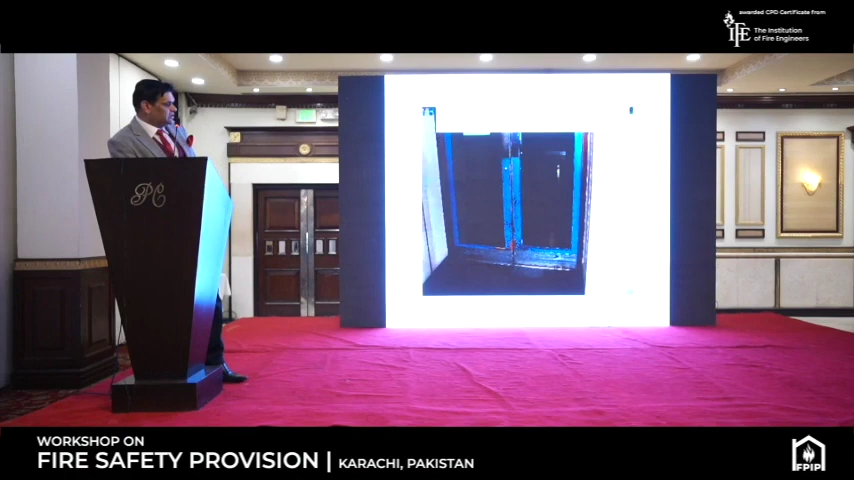 awarded CPD Certificate from
IFE
The Institution
of Fire Engineers
PC
WORKSHOP ON
FIRE SAFETY PROVISION | KARACHI, PAKISTAN
FPIP